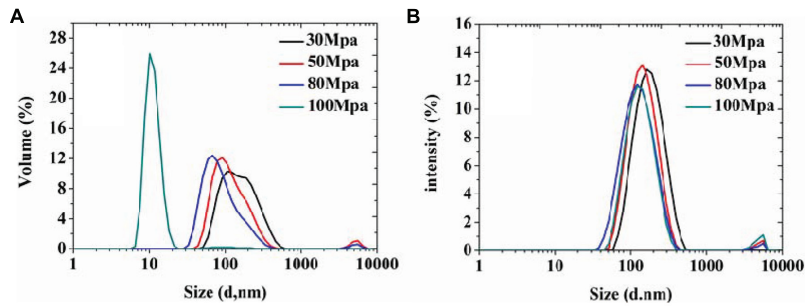 A
28
24
20
16
12
8
4
0
Volume (%)
30Mpa
50Mpa
80Mpa
100Mpa
1
10
100
1000
10000
Size (d,nm)
B
16
14
12
10
8
6
4
2
0
intensity (%)
30Mpa
50Mpa
80Mpa
100Mpa
1
10
100
1000
10000
Size (d.nm)